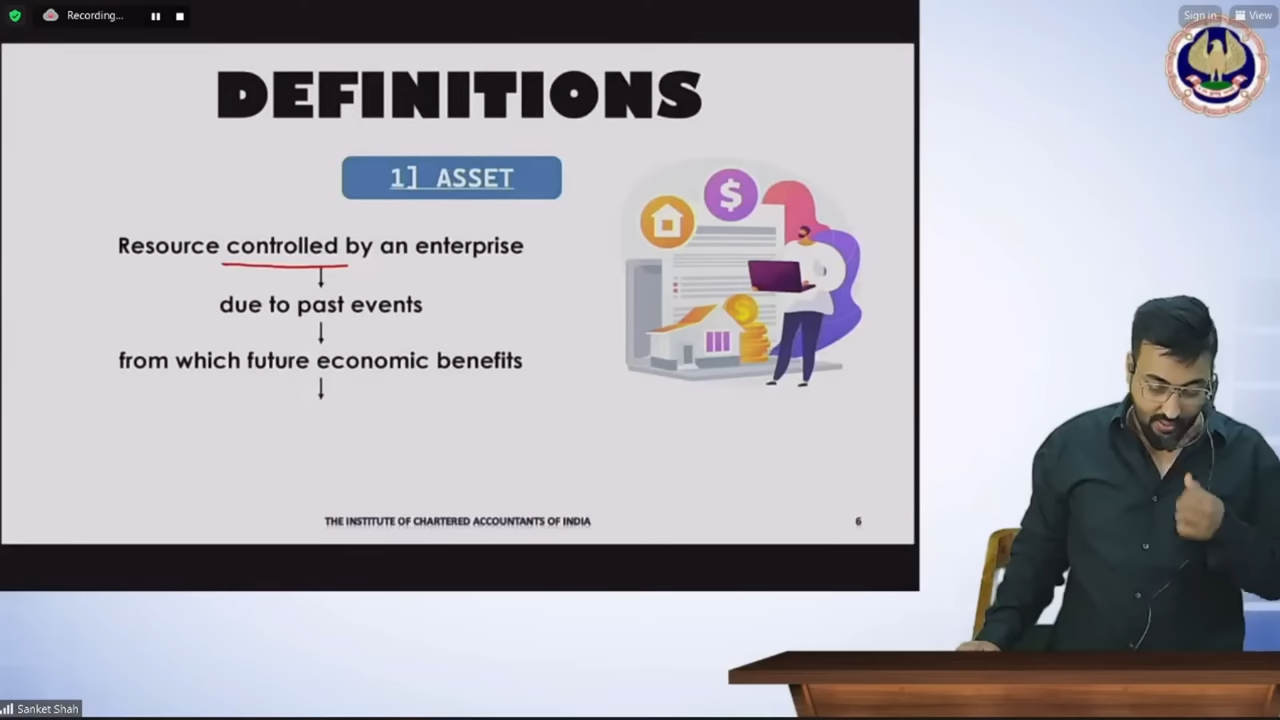 Recording...
Sign in
View
DEFINITIONS
1] ASSET
Resource controlled by an enterprise
due to past events
from which future economic benefits
THE INSTITUTE OF CHARTERED ACCOUNTANTS OF INDIA
6
Sanket Shah